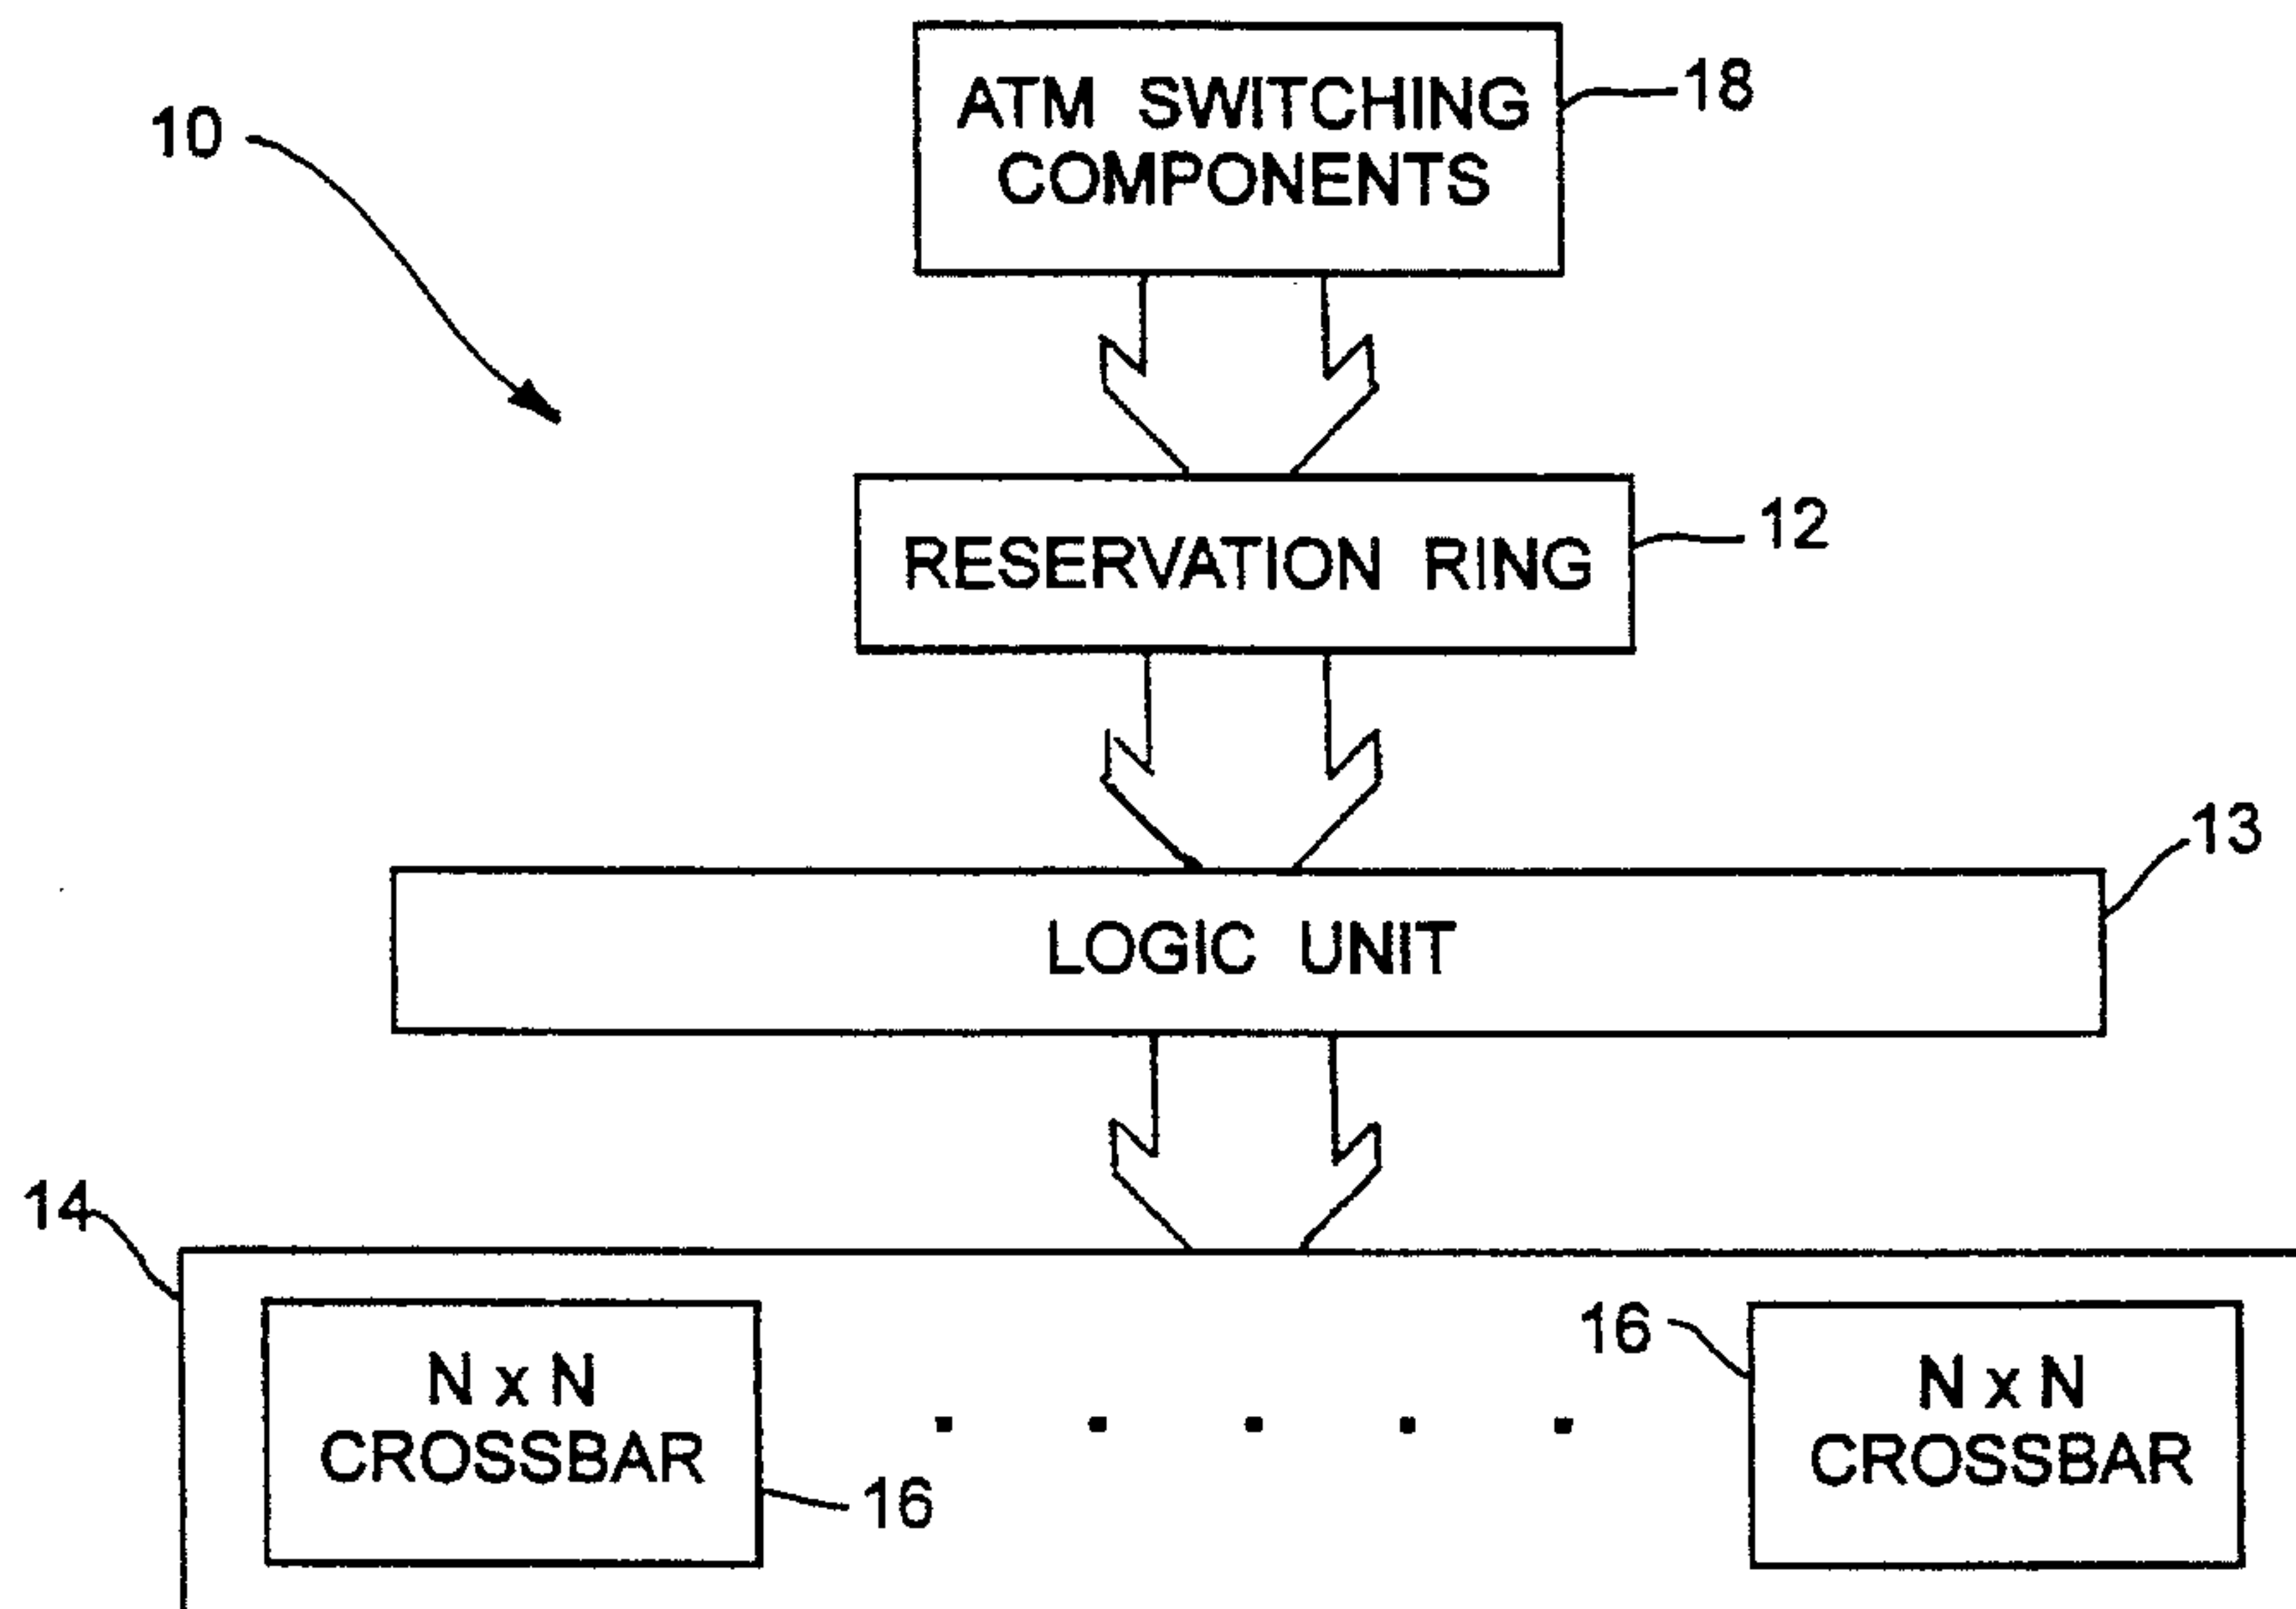 10
ATM SWITCHING
COMPONENTS
18
RESERVATION RING
12
LOGIC UNIT
13
14
N x N
CROSSBAR
16
16
N x N
CROSSBAR